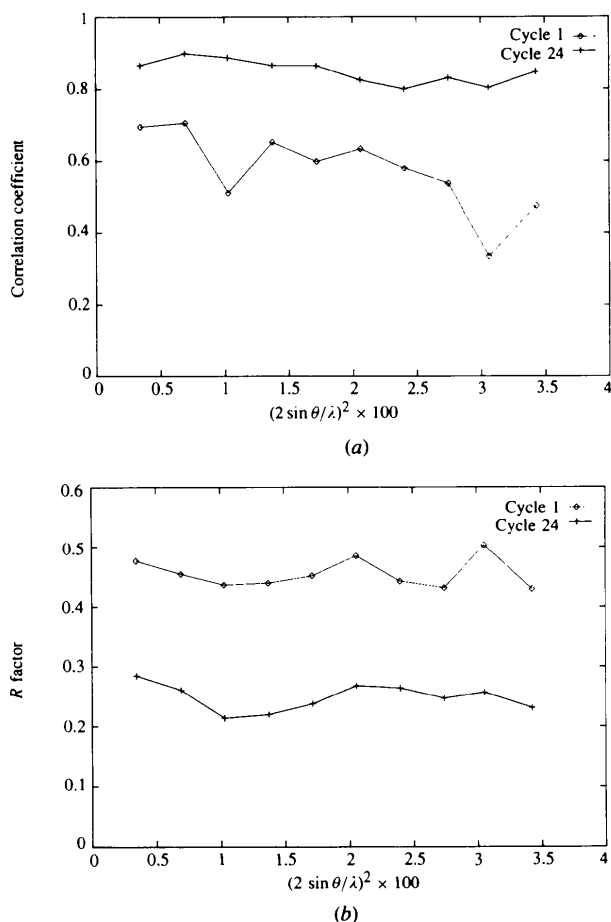 1
Cycle 1
Cycle 24
0.8
0.6
Correlation coefficient
0.4
0.2
0
0 0.5 1 1.5 2 2.5 3 3.5 4
(2 sin θ/λ)² × 100
(a)
0.6
Cycle 1
Cycle 24
0.5
0.4
R factor
0.3
0.2
0.1
0
0 0.5 1 1.5 2 2.5 3 3.5 4
(2 sin θ/λ)² × 100
(b)